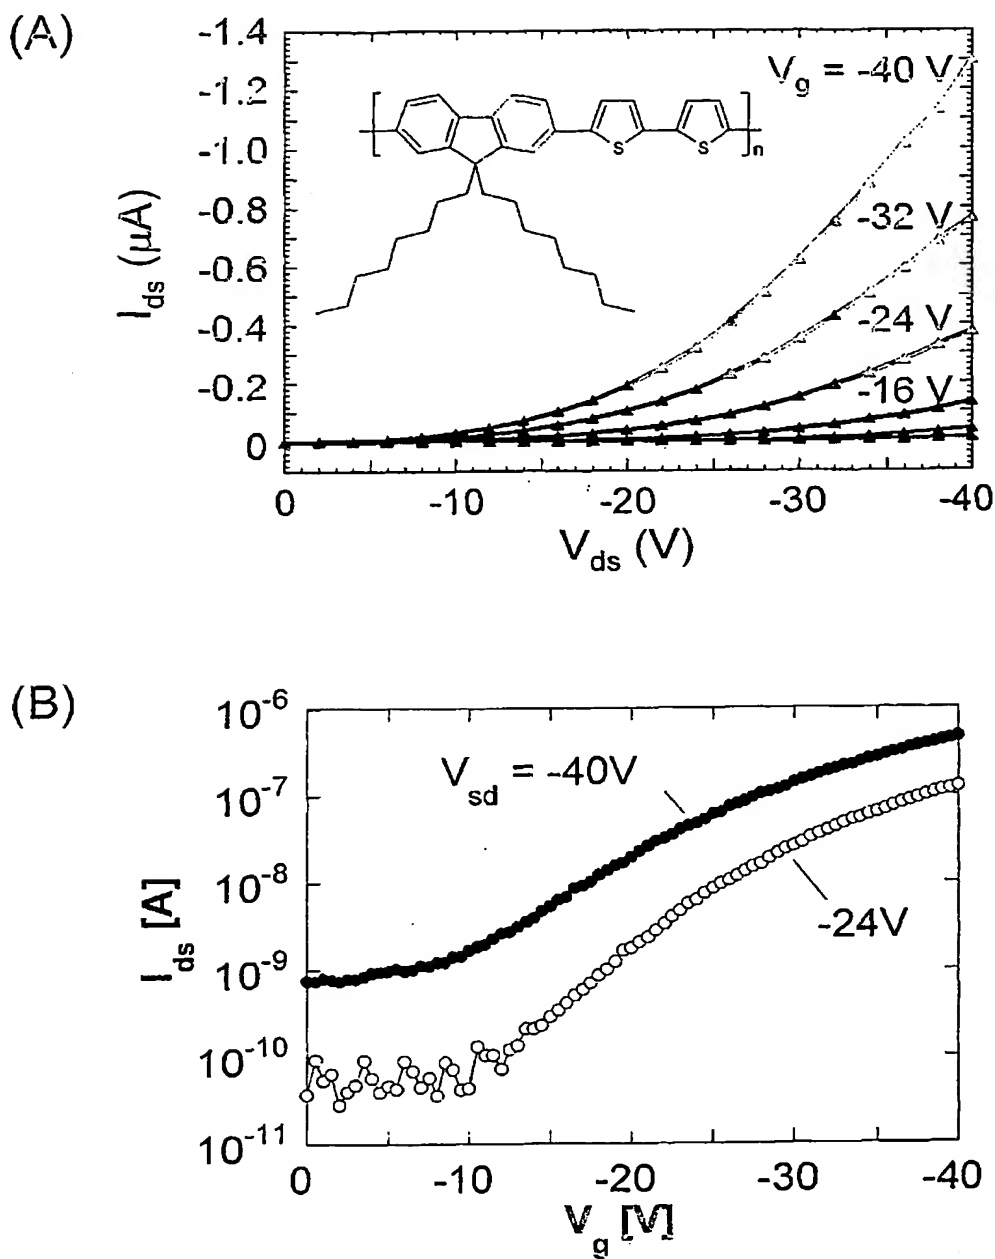 (A)
-1.4
-1.2
-1.0
-0.8
-0.6
-0.4
-0.2
0
I_ds (μA)
V_g = -40 V
-32 V
-24 V
-16 V
S
S
n
0
-10
-20
-30
-40
V_ds (V)
(B)
10^-6
10^-7
10^-8
10^-9
10^-10
10^-11
I_ds [A]
V_sd = -40V
-24V
0
-10
-20
-30
-40
V_g [V]